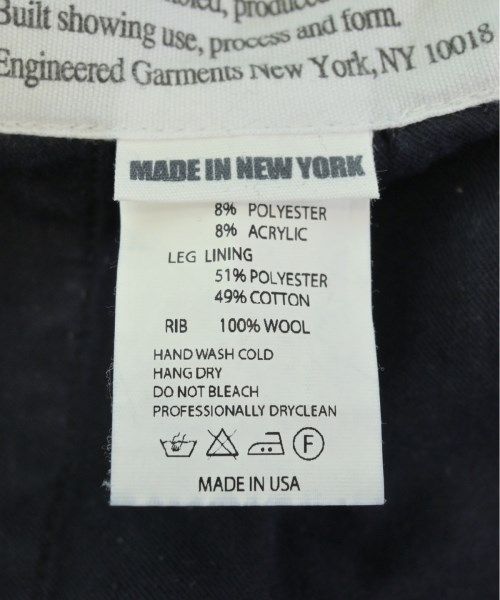 produced
Built showing use, process and form.
Engineered Garments New York, NY 10018
MADE IN NEW YORK
8% POLYESTER
8% ACRYLIC
LEG LINING
51% POLYESTER
49% COTTON
RIB 100% WOOL
HAND WASH COLD
HANG DRY
DO NOT BLEACH
PROFESSIONALLY DRYCLEAN
F
MADE IN USA